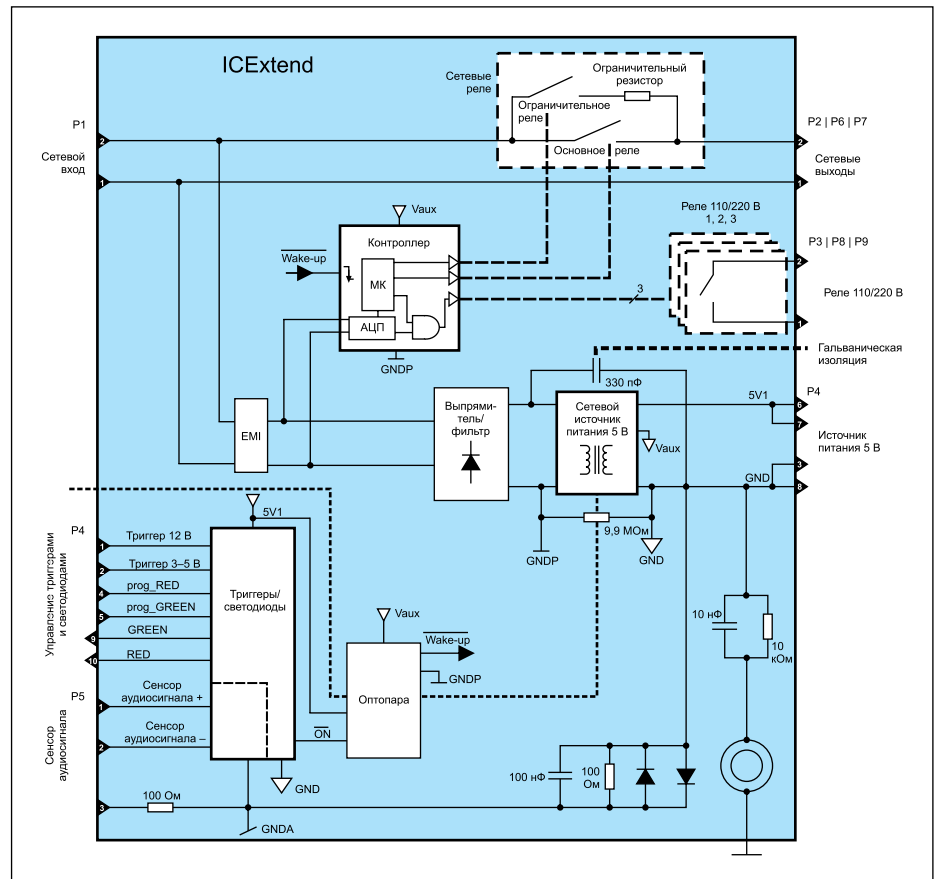 ICExtend
Сетевые
реле
Ограничительный
резистор
Ограничительное
реле
Основное реле
P1
2
Сетевой
вход
1
P2 | P6 | P7
2
Сетевые
выходы
1
Реле 110/220 В
1, 2, 3
P3 | P8 | P9
2
Реле 110/220 В
1
3
Vaux
Контроллер
Wake-up
МК
АЦП
GNDP
Гальваническая
изоляция
330 пФ
P4
5V1
6
7
Источник
питания 5 В
3
GND
8
EMI
Выпрями-
тель/
фильтр
Сетевой
источник
питания 5 В
Vaux
9,9 МОм
GNDP
GND
5V1
P4
Управление триггерами
и светодиодами
1
Триггер 12 В
2
Триггер 3–5 В
4
prog_RED
5
prog_GREEN
9
GREEN
10
RED
Триггеры/
светодиоды
P5
Сенсор
аудиосигнала
1
Сенсор
аудиосигнала +
2
Сенсор
аудиосигнала –
3
100 Ом
GNDA
GND
ON
Vaux
Wake-up
GNDP
Оптопара
10 нФ
10
кОм
100 нФ
100
Ом